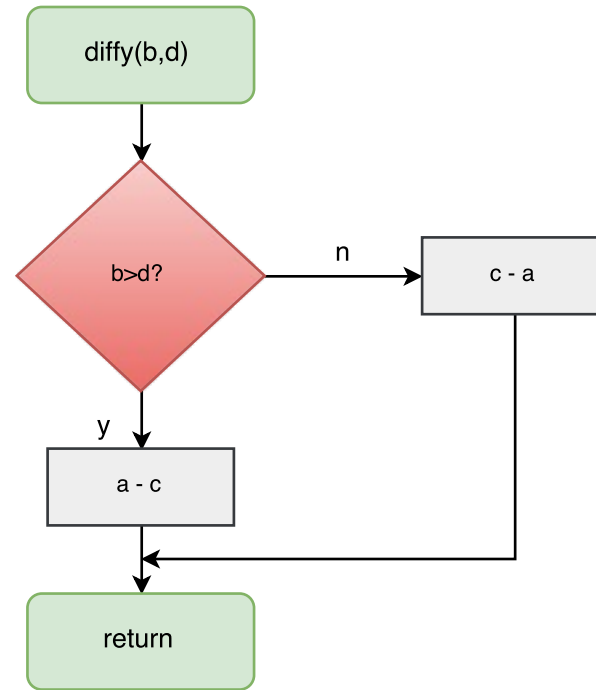 diffy(b,d)
b>d?
n
c - a
y
a - c
return